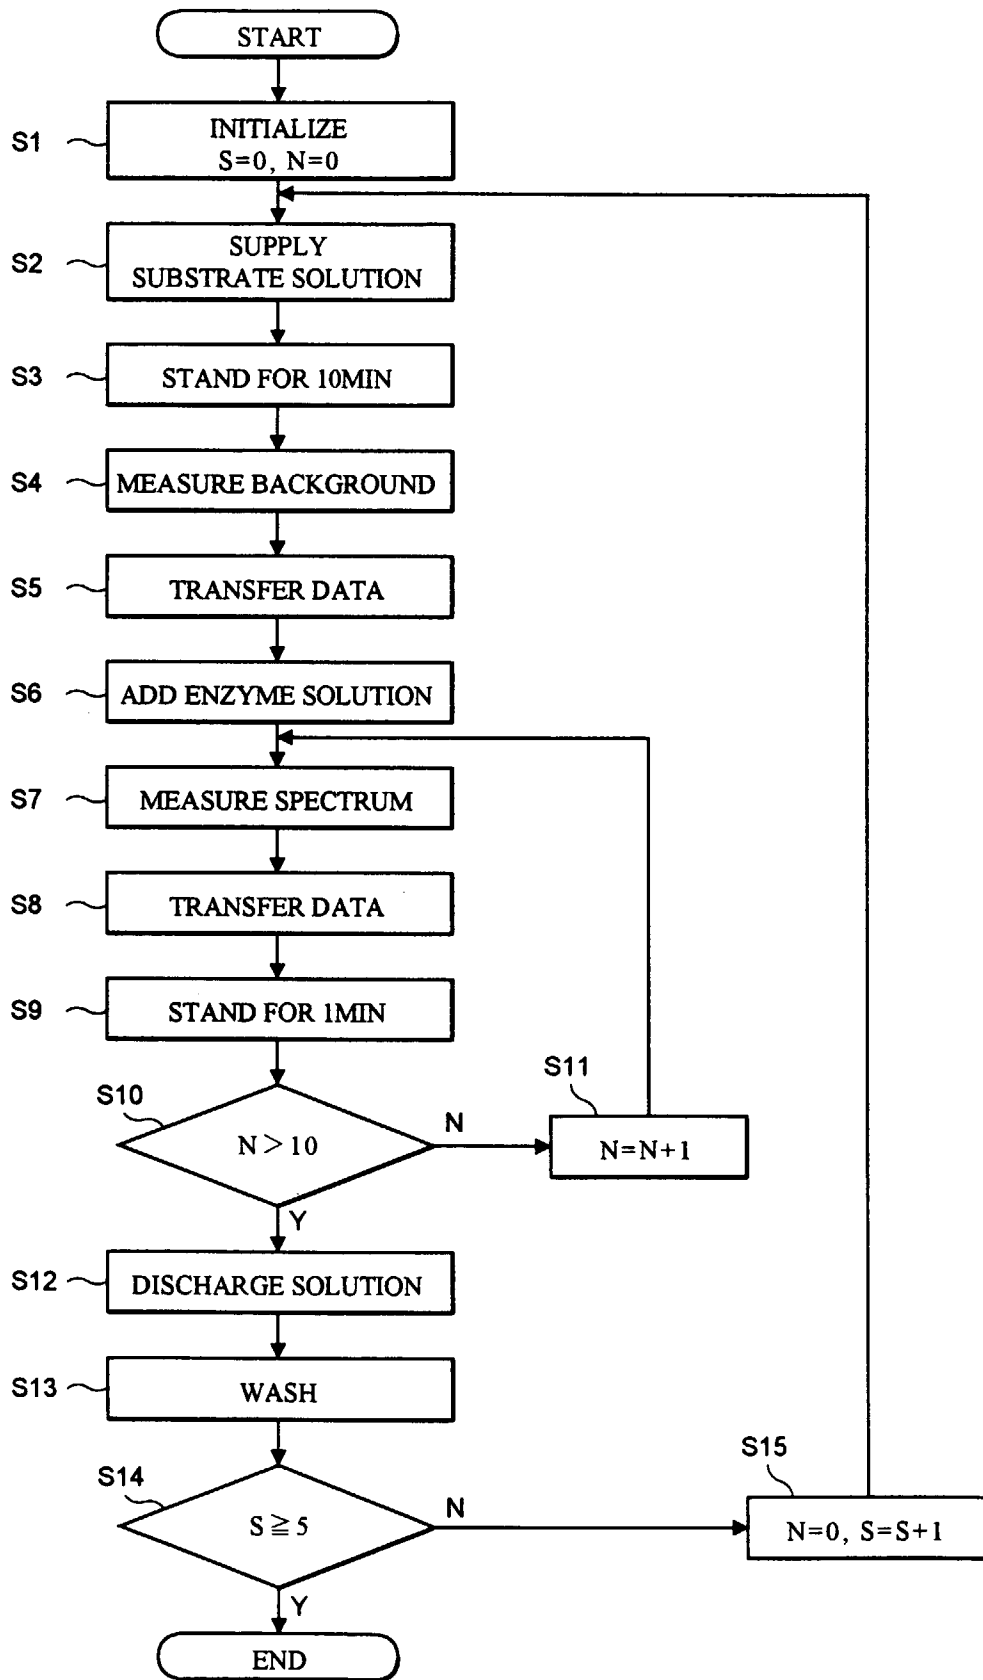 START
S1
INITIALIZE
S=0, N=0
S2
SUPPLY
SUBSTRATE SOLUTION
S3
STAND FOR 10MIN
S4
MEASURE BACKGROUND
S5
TRANSFER DATA
S6
ADD ENZYME SOLUTION
S7
MEASURE SPECTRUM
S8
TRANSFER DATA
S9
STAND FOR 1MIN
S10
N > 10
N
S11
N=N+1
Y
S12
DISCHARGE SOLUTION
S13
WASH
S14
S ≧ 5
N
S15
N=0, S=S+1
Y
END